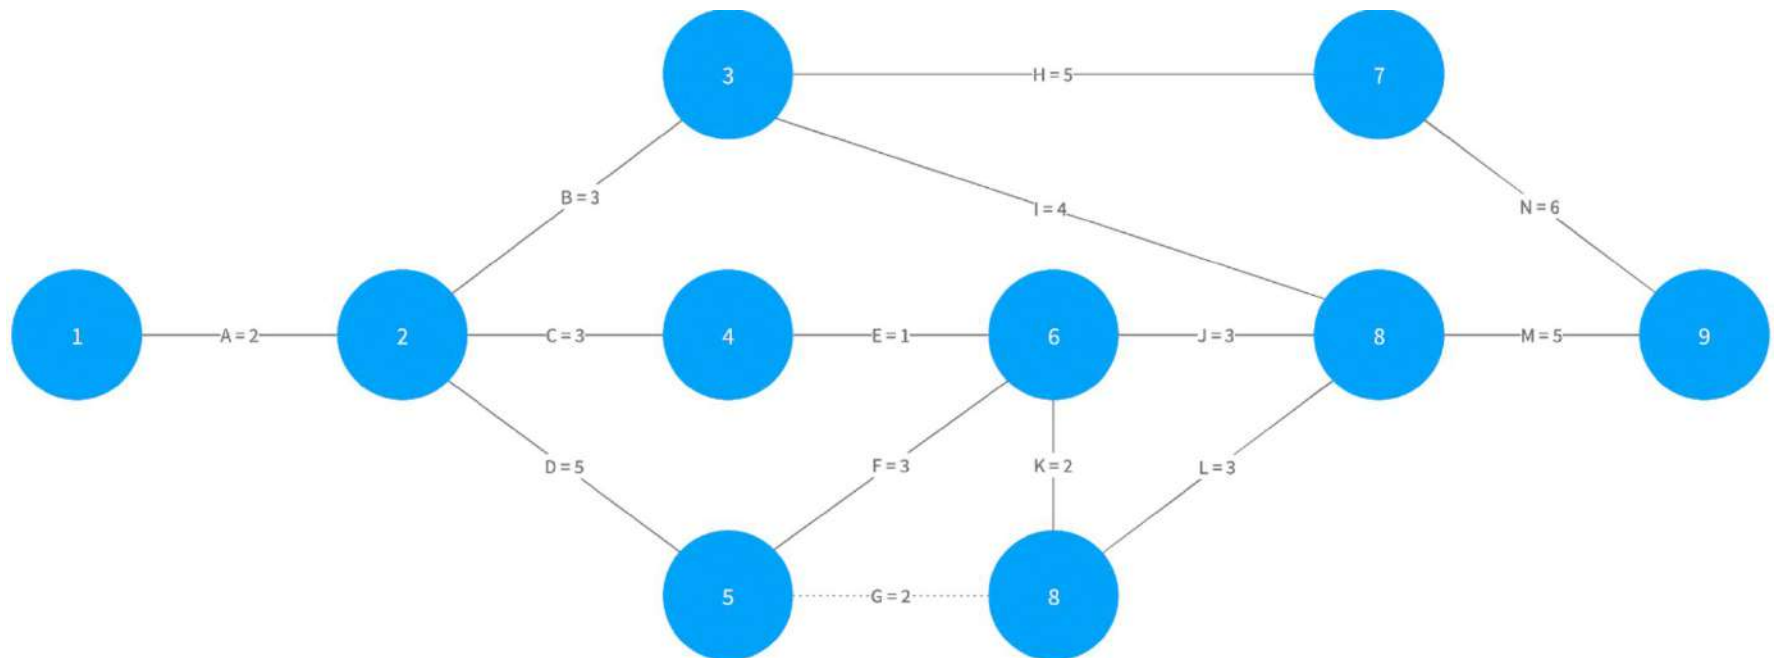 3
H = 5
7
B = 3
I = 4
N = 6
1
A = 2
2
C = 3
4
E = 1
6
J = 3
8
M = 5
9
D = 5
F = 3
K = 2
L = 3
5
G = 2
8